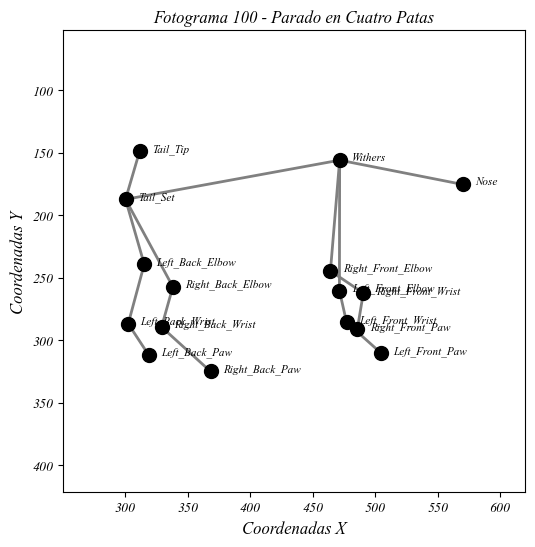 Fotograma 100 - Parado en Cuatro Patas
Coordenadas Y
100
150
200
250
300
350
400
Tail_Tip
Withers
Nose
Tail_Set
Left_Back_Elbow
Right_Front_Elbow
Right_Back_Elbow
Left_Front_Elbow
Right_Front_Wrist
Left_Back_Wrist
Right_Back_Wrist
Left_Front_Wrist
Right_Front_Paw
Left_Back_Paw
Left_Front_Paw
Right_Back_Paw
300
350
400
450
500
550
600
Coordenadas X